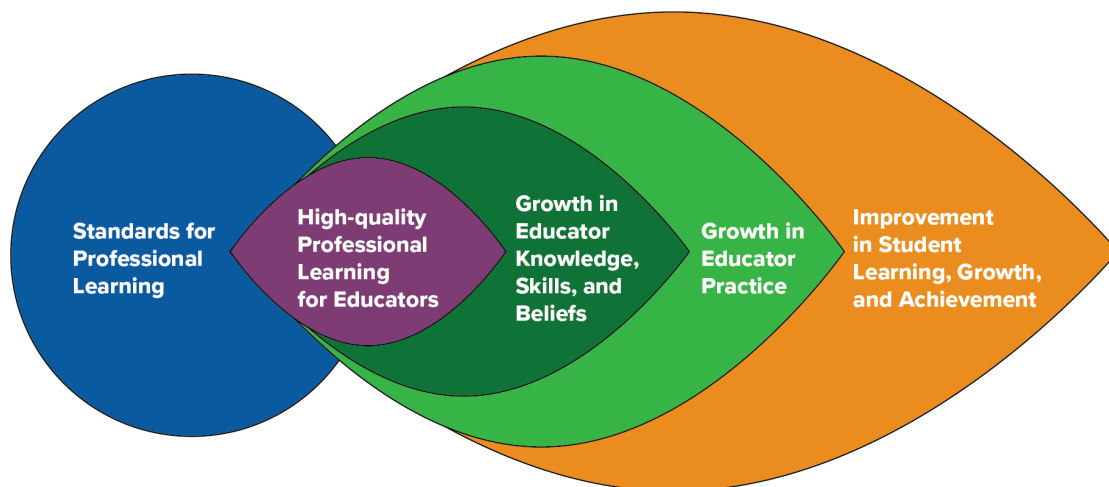 Standards for
Professional
Learning
High-quality
Professional
Learning
for Educators
Growth in
Educator
Knowledge,
Skills, and
Beliefs
Growth in
Educator
Practice
Improvement
in Student
Learning, Growth,
and Achievement